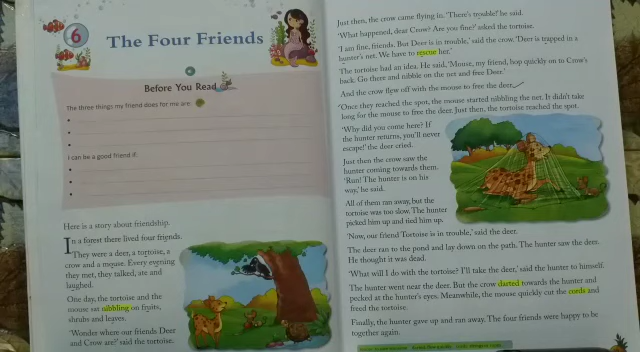 6
The Four Friends
Before You Read
The three things my friend does for me are:
I can be a good friend if:
Here is a story about friendship.
In a forest there lived four friends.
They were a deer, a tortoise, a
crow and a mouse. Every evening
they met, they talked, ate and
laughed.
One day, the tortoise and the
mouse sat nibbling on fruits,
shrubs and leaves.
'Wonder where our friends Deer
and Crow are?' said the tortoise.
Just then, the crow came flying in. 'There's trouble!' he said.
'What happened, dear Crow? Are you fine?' asked the tortoise.
'I am fine, friends. But Deer is in trouble,' said the crow. 'Deer is trapped in a
hunter's net. We have to rescue her.'
The tortoise had an idea. He said, 'Mouse, my friend, hop quickly on to Crow's
back. Go there and nibble on the net and free Deer.'
And the crow flew off with the mouse to free the deer.
Once they reached the spot, the mouse started nibbling the net. It didn't take
long for the mouse to free the deer. Just then, the tortoise reached the spot.
'Why did you come here? If
the hunter returns, you'll never
escape!' the deer cried.
Just then the crow saw the
hunter coming towards them.
'Run! The hunter is on his
way,' he said.
All of them ran away, but the
tortoise was too slow. The hunter
picked him up and tied him up.
'Now, our friend Tortoise is in trouble,' said the deer.
The deer ran to the pond and lay down on the path. The hunter saw the deer.
He thought it was dead.
'What will I do with the tortoise? I'll take the deer,' said the hunter to himself.
The hunter went near the deer. But the crow darted towards the hunter and
pecked at the hunter's eyes. Meanwhile, the mouse quickly cut the cords and
freed the tortoise.
Finally, the hunter gave up and ran away. The four friends were happy to be
together again.